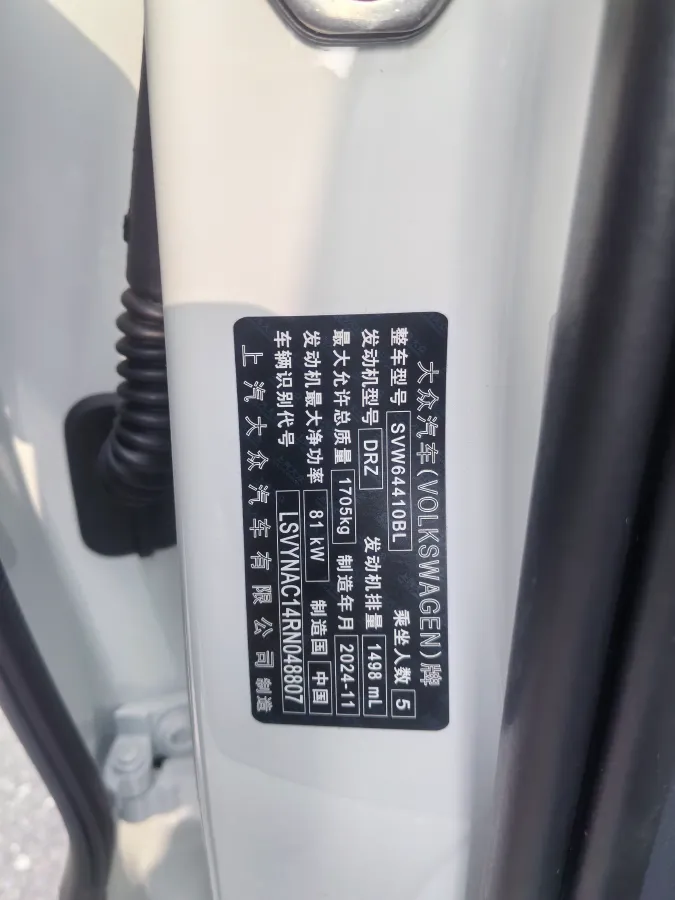 大众汽车(VOLKSWAGEN)牌
整车型号 SVW64410BL 乘坐人数 5
发动机型号 DRZ 发动机排量 1498 mL
最大允许总质量 1705kg 制造年月 2024-11
发动机最大净功率 81 kW 制造国 中国
车辆识别代号 LSVYNAC14RN048807
上汽大众汽车有限公司 制造